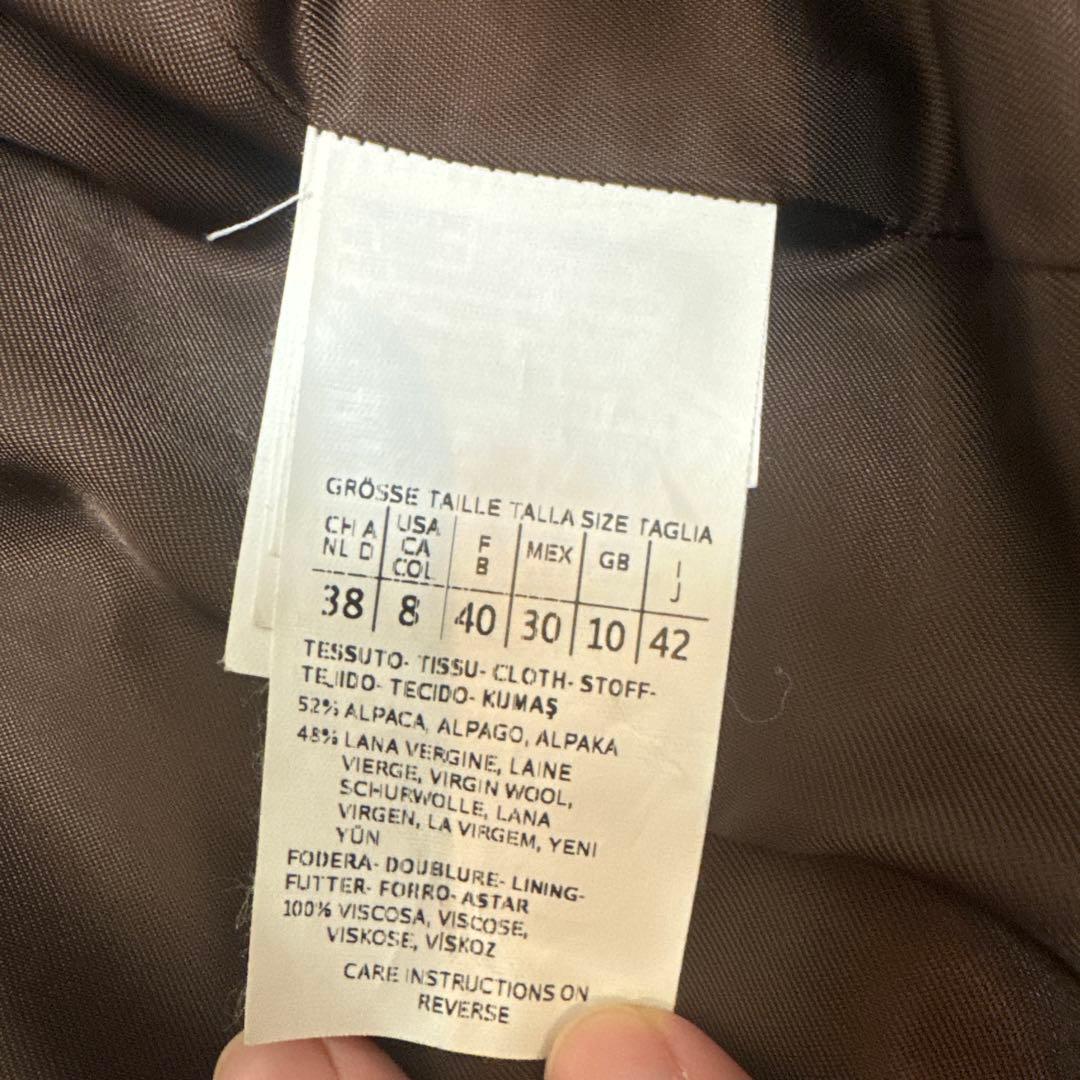 GRÖSSE TAILLE TALLA SIZE TAGLIA
CH A USA F MEX GB I
NL D CA B J
COL
38 8 40 30 10 42
TESSUTO- TISSU- CLOTH- STOFF-
TEJIDO- TECIDO- KUMAŞ
52% ALPACA, ALPAGO, ALPAKA
48% LANA VERGINE, LAINE
VIERGE, VIRGIN WOOL,
SCHURWOLLE, LANA
VIRGEN, LA VIRGEM, YENI
YÜN
FODERA- DOUBLURE- LINING-
FUTTER- FORRO- ASTAR
100% VISCOSA, VISCOSE,
VISKOSE, VİSKOZ
CARE INSTRUCTIONS ON
REVERSE